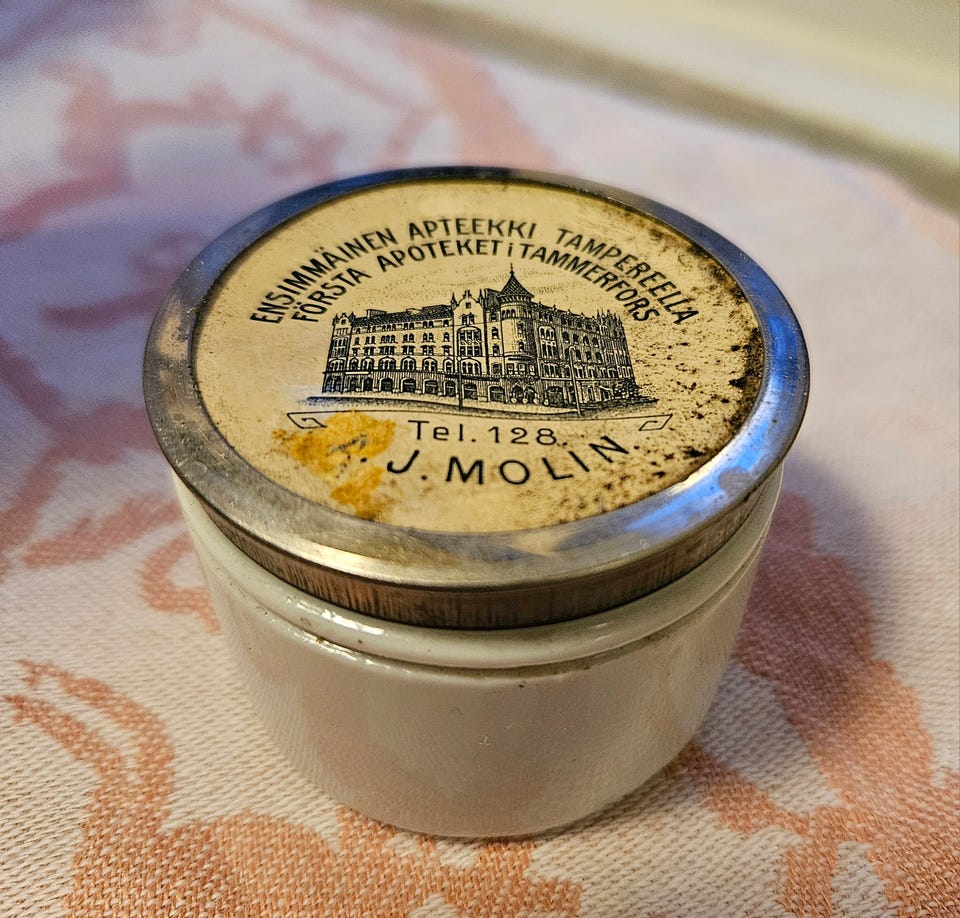 ENSIMMÄINEN APTEEKKI TAMPEREELLA
FÖRSTA APOTEKET i TAMMERFORS
Tel. 128.
J. MOLIN.